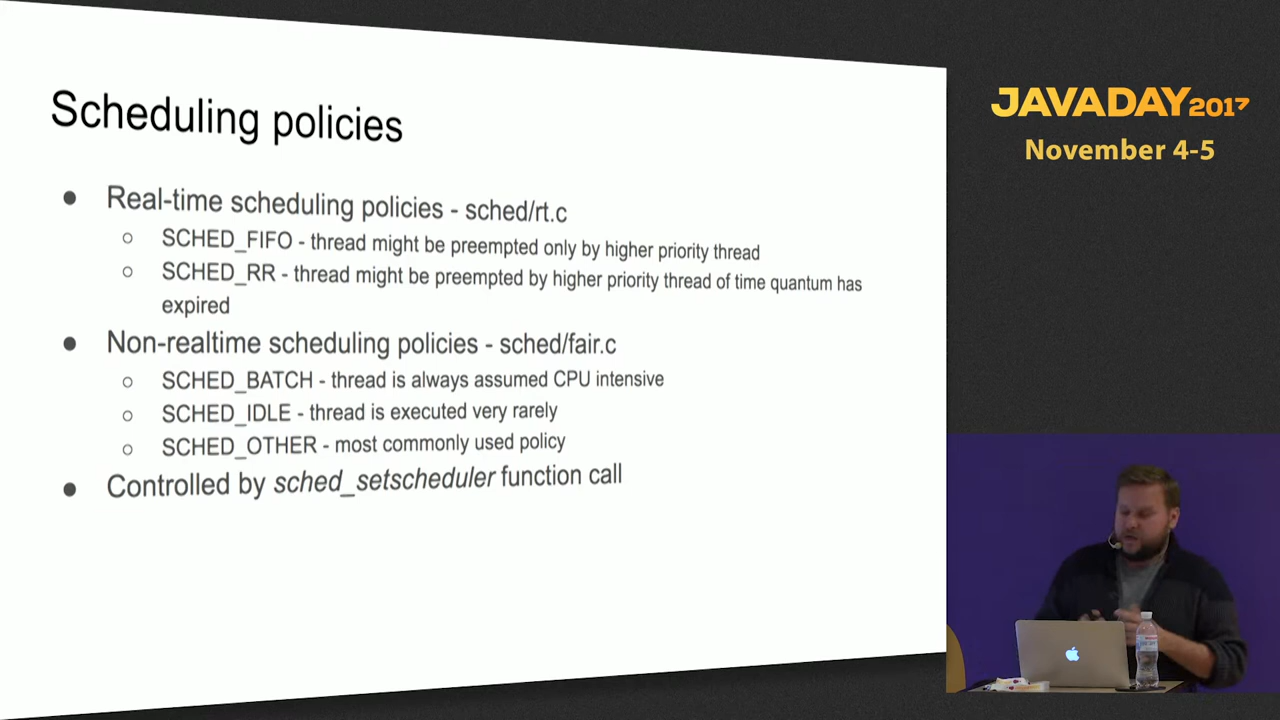 Scheduling policies
Real-time scheduling policies - sched/rt.c
SCHED_FIFO - thread might be preempted only by higher priority thread
SCHED_RR - thread might be preempted by higher priority thread of time quantum has
expired
Non-realtime scheduling policies - sched/fair.c
SCHED_BATCH - thread is always assumed CPU intensive
SCHED_IDLE - thread is executed very rarely
SCHED_OTHER - most commonly used policy
Controlled by sched_setscheduler function call
JAVADAY 2017
November 4-5